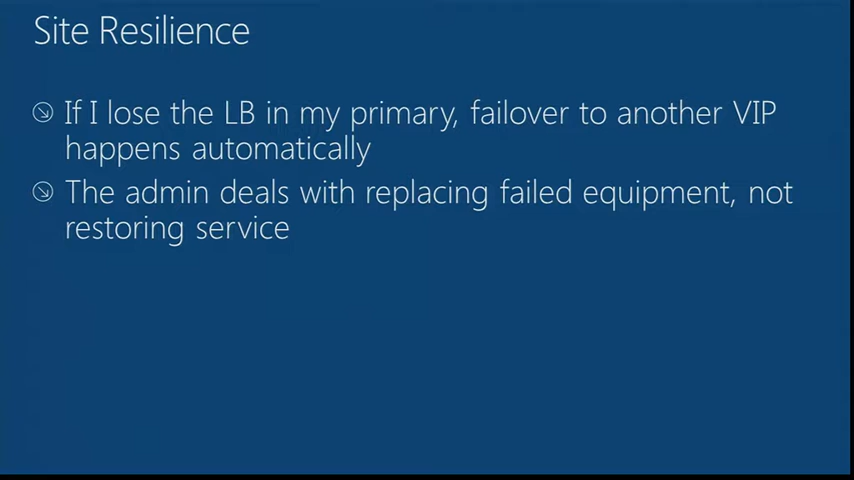 Site Resilience
If I lose the LB in my primary, failover to another VIP
happens automatically
The admin deals with replacing failed equipment, not
restoring service